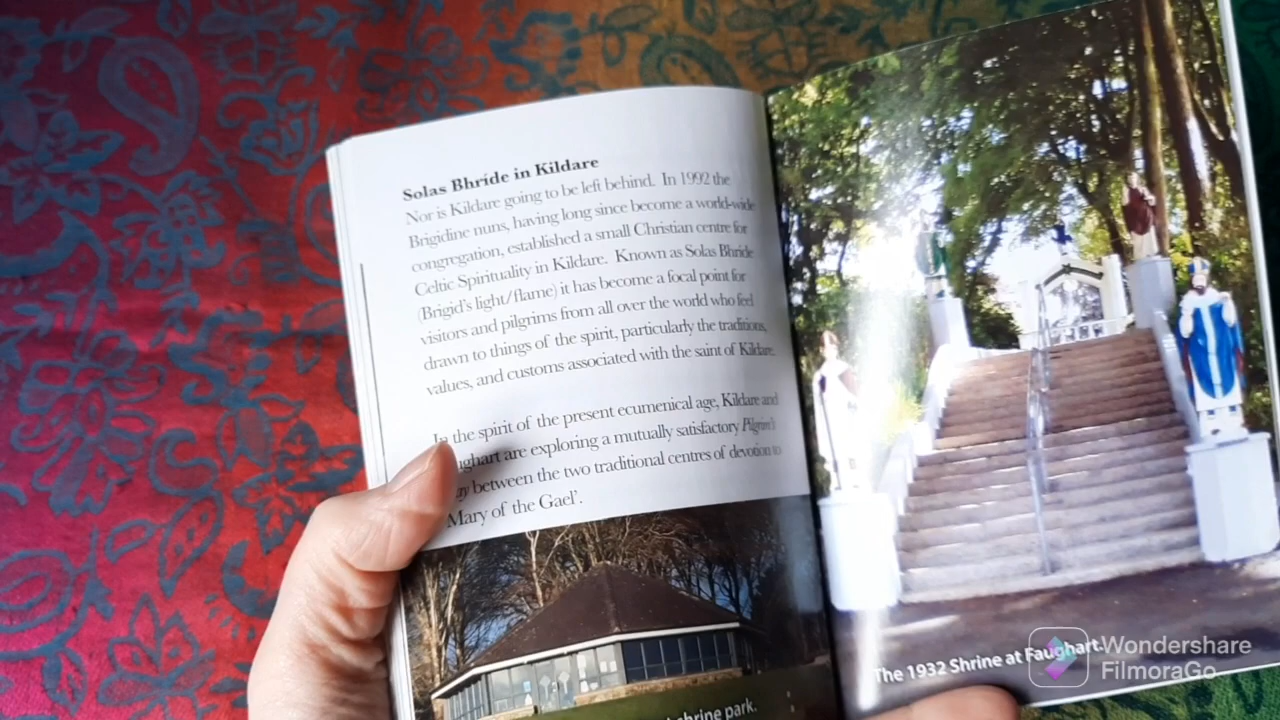 Solas Bhríde in Kildare
Nor is Kildare going to be left behind. In 1992 the
Brigidine nuns, having long since become a world-wide
congregation, established a small Christian centre for
Celtic Spirituality in Kildare. Known as Solas Bhríde
(Brigid's light/flame) it has become a focal point for
visitors and pilgrims from all over the world who feel
drawn to things of the spirit, particularly the traditions,
values, and customs associated with the saint of Kildare.
In the spirit of the present ecumenical age, Kildare and
ughart are exploring a mutually satisfactory Pilgrim's
between the two traditional centres of devotion to
Mary of the Gael'.
shrine park.
The 1932 Shrine at Faughart.
Wondershare
FilmoraGo